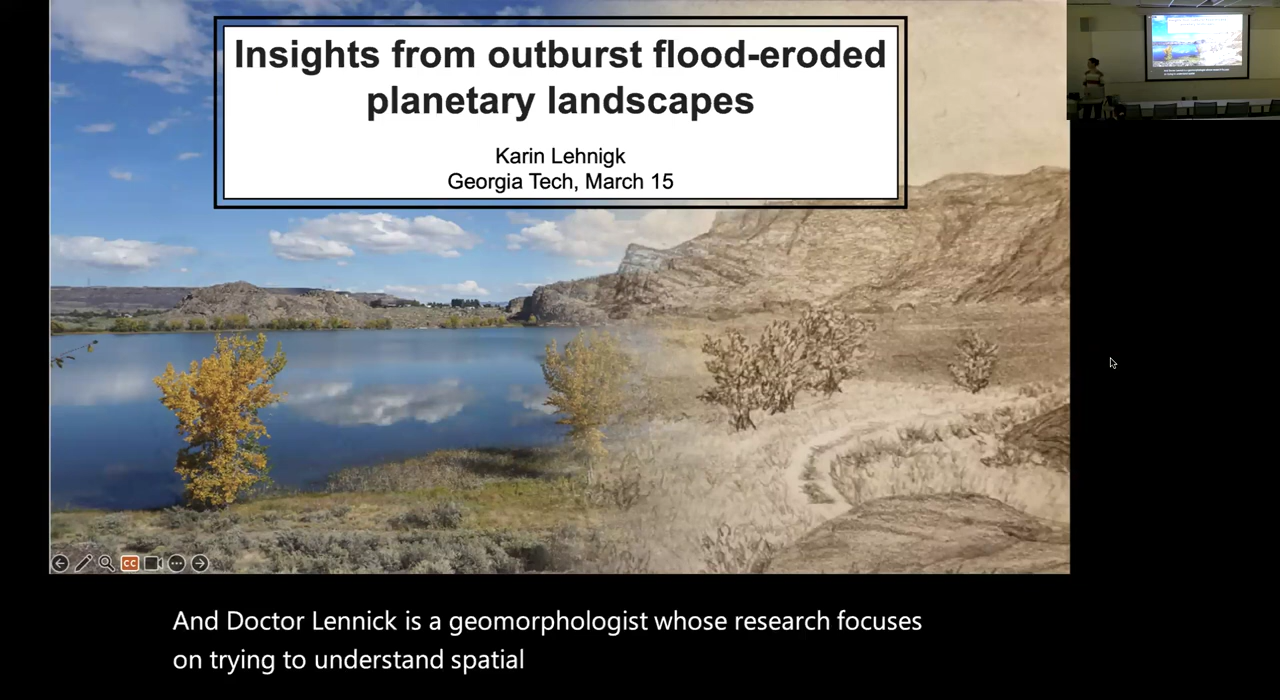 Insights from outburst flood-eroded
planetary landscapes
Karin Lehnigk
Georgia Tech, March 15
CC
And Doctor Lennick is a geomorphologist whose research focuses
on trying to understand spatial